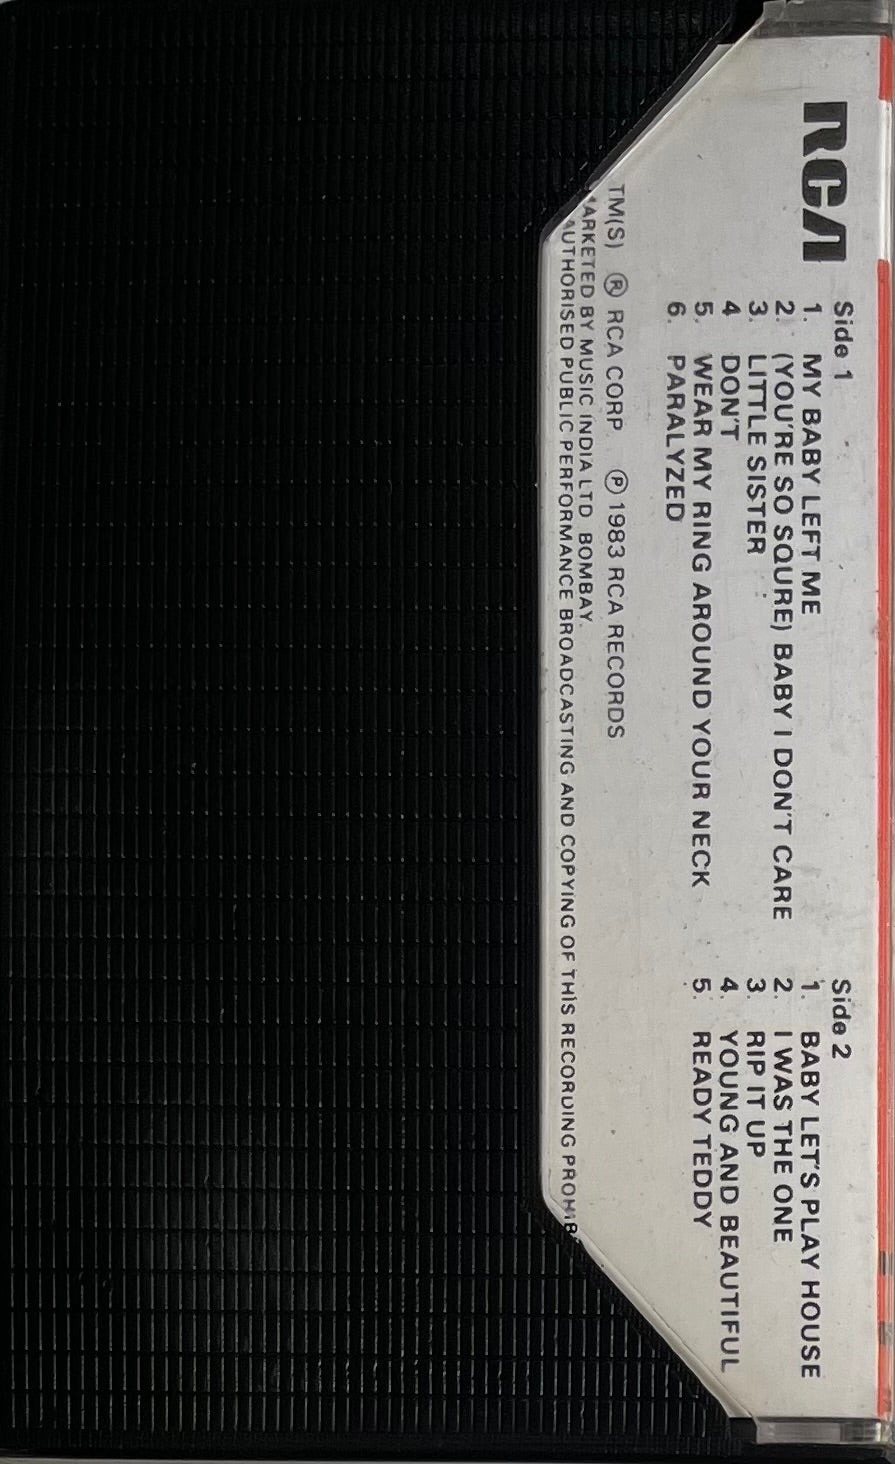 RCA
Side 1
1. MY BABY LEFT ME
2. (YOU'RE SO SQURE) BABY I DON'T CARE
3. LITTLE SISTER
4 DON'T
5. WEAR MY RING AROUND YOUR NECK
6. PARALYZED
Side 2
1. BABY LET'S PLAY HOUSE
2. I WAS THE ONE
3. RIP IT UP
4. YOUNG AND BEAUTIFUL
5. READY TEDDY
TM(S) ® RCA CORP. ℗ 1983 RCA RECORDS
MARKETED BY MUSIC INDIA LTD. BOMBAY.
AUTHORISED PUBLIC PERFORMANCE BROADCASTING AND COPYING OF THIS RECORDING PROHIB